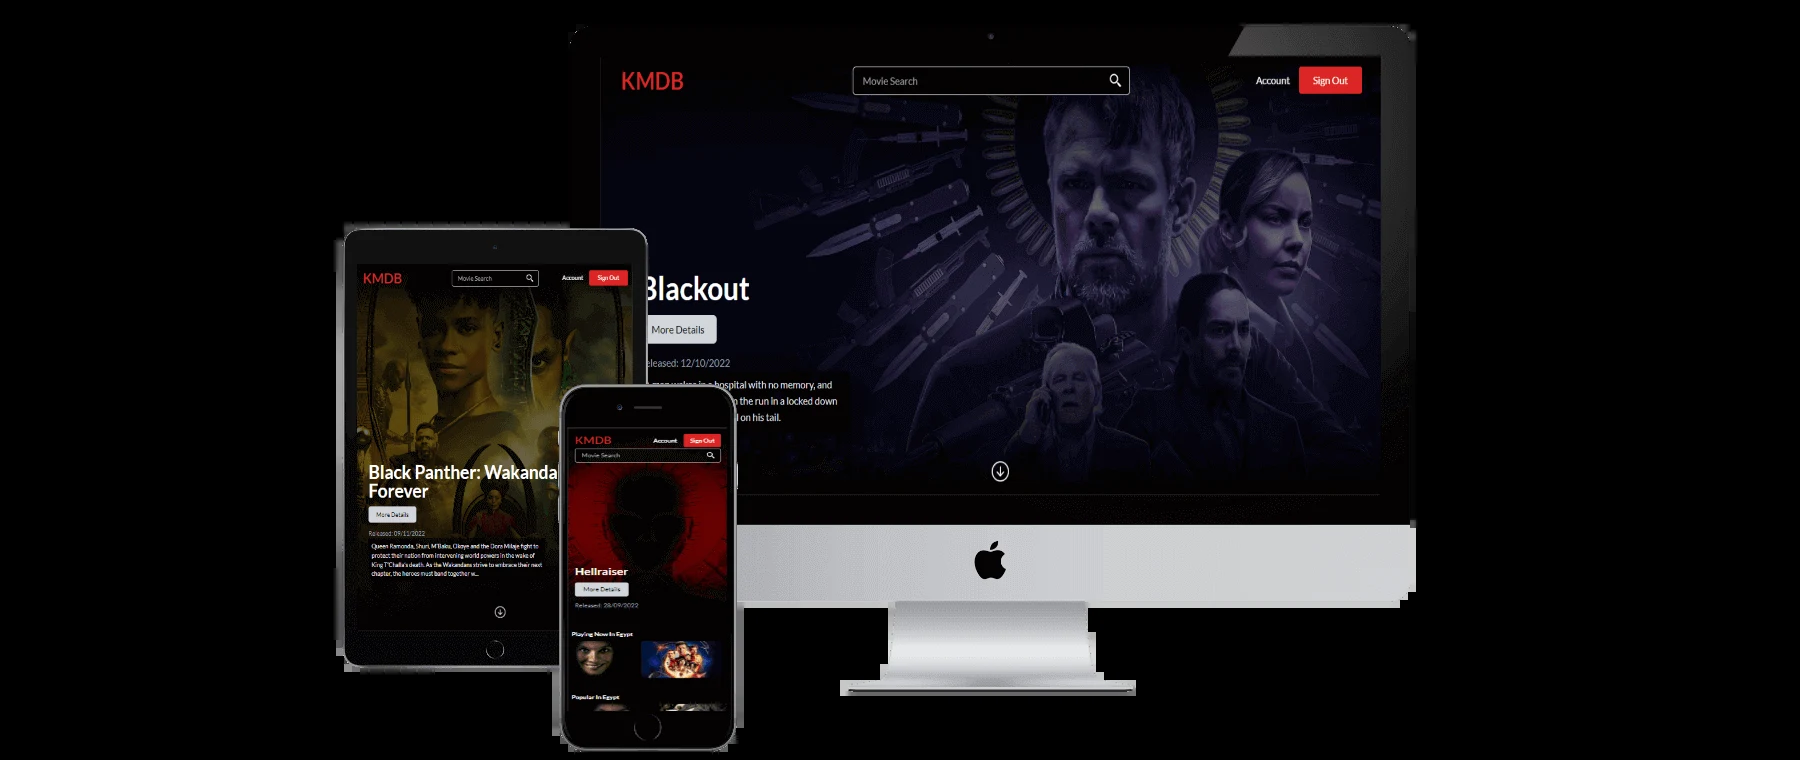 KMDB
Movie Search
Account
Sign Out
Blackout
More Details
eleased: 12/10/2022
hospital with no memory, and
the run in a locked down
on his tail.
KMDB
Movie Search
Account
Sign Out
Black Panther: Wakanda
Forever
More Details
Released: 09/11/2022
Queen Ramonda, Shuri, M'Baku, Okoye and the Dora Milaje fight to
protect their nation from intervening world powers in the wake of
King T'Challa's death. As the Wakandans strive to embrace their next
chapter, the heroes must band together w...
KMDB
Account
Sign Out
Movie Search
Hellraiser
More Details
Released: 28/09/2022
Playing Now In Egypt
Popular In Egypt